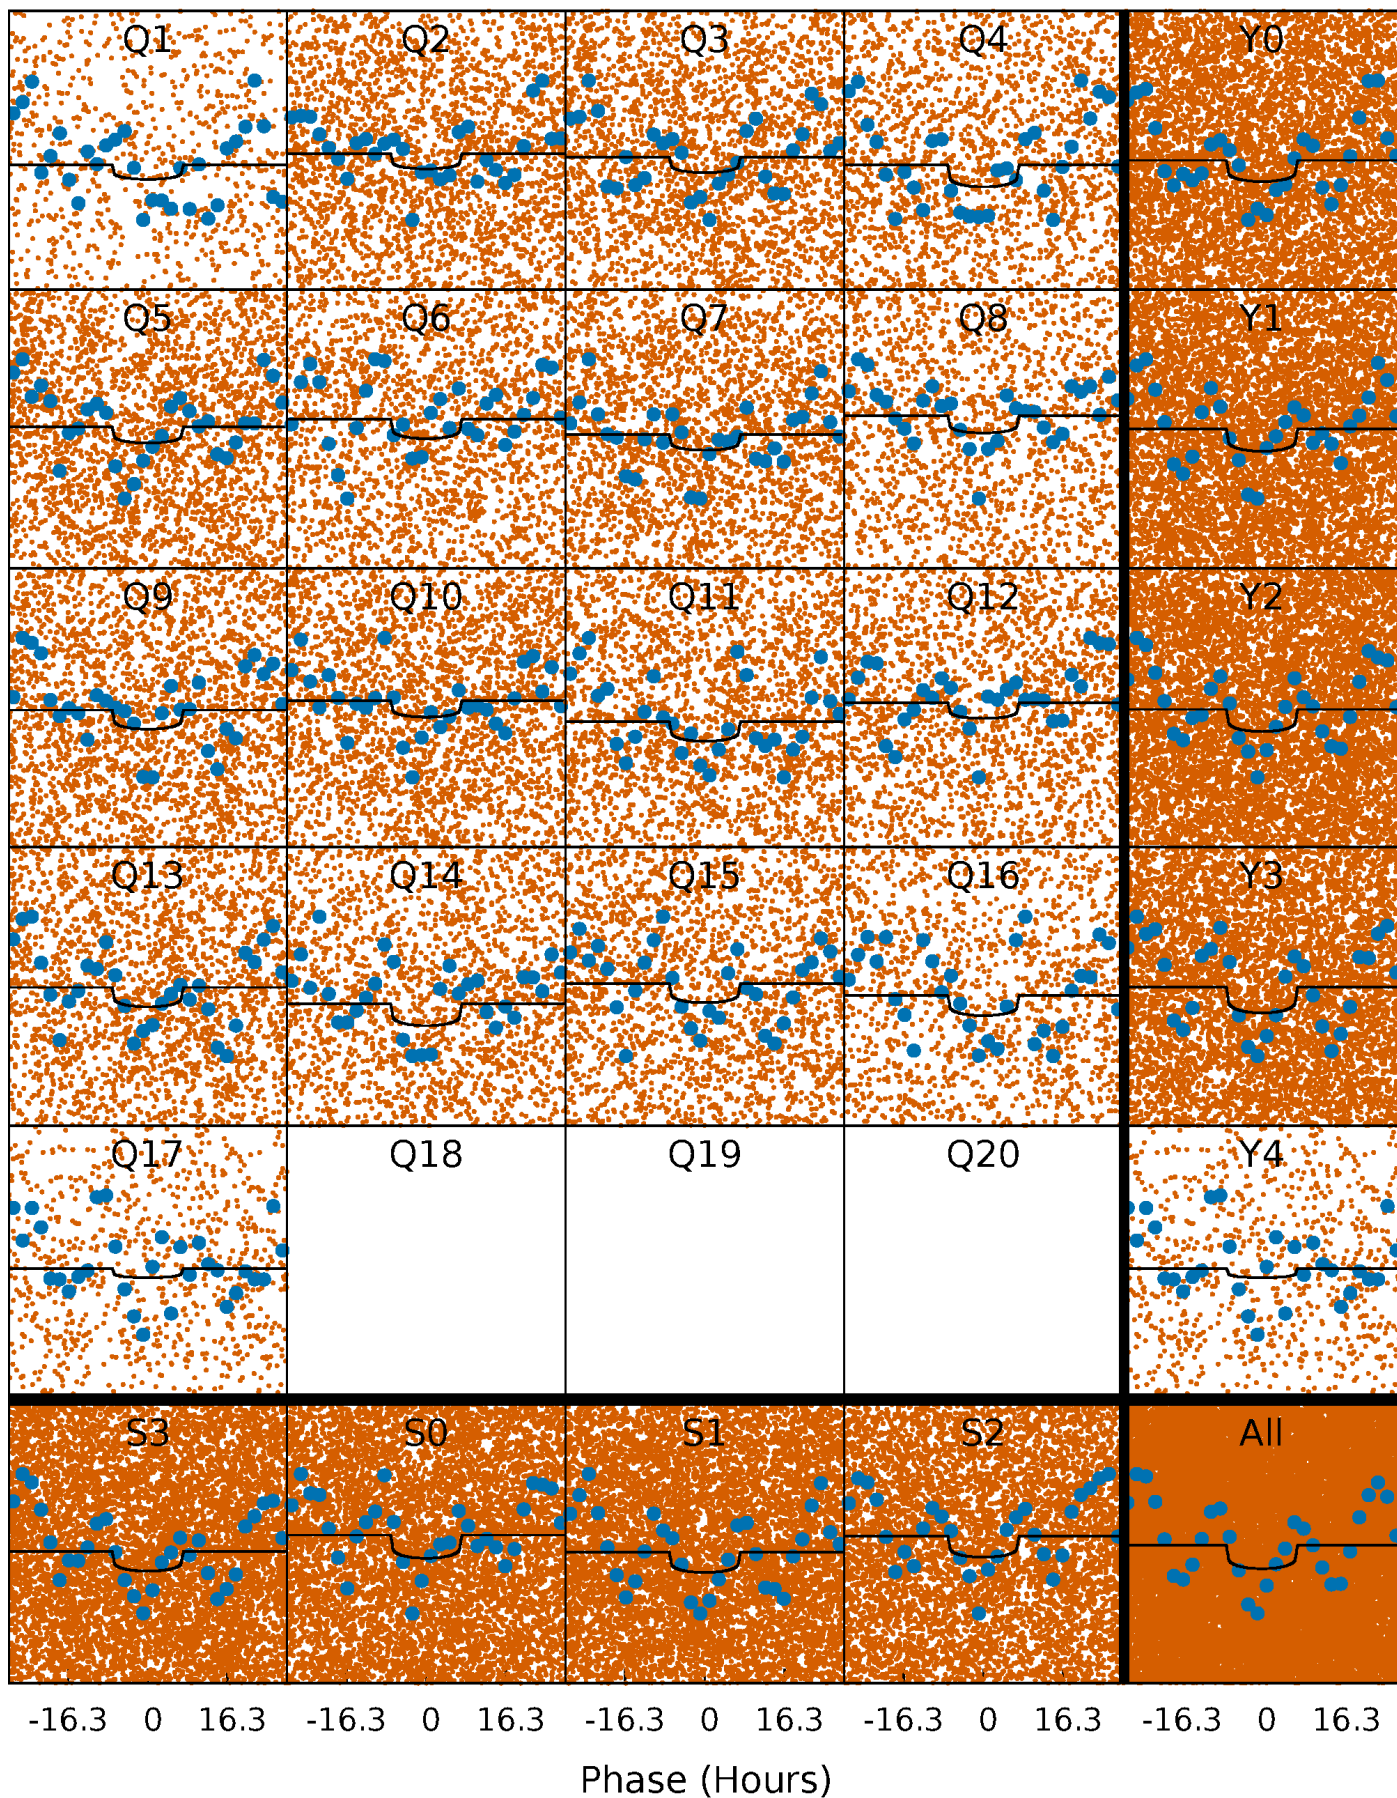 Q1 Q2 Q3 Q4 Y0
Q5 Q6 Q7 Q8 Y1
Q9 Q10 Q11 Q12 Y2
Q13 Q14 Q15 Q16 Y3
Q17 Q18 Q19 Q20 Y4
S3 S0 S1 S2 All
-16.3 0 16.3 -16.3 0 16.3 -16.3 0 16.3 -16.3 0 16.3 -16.3 0 16.3
Phase (Hours)